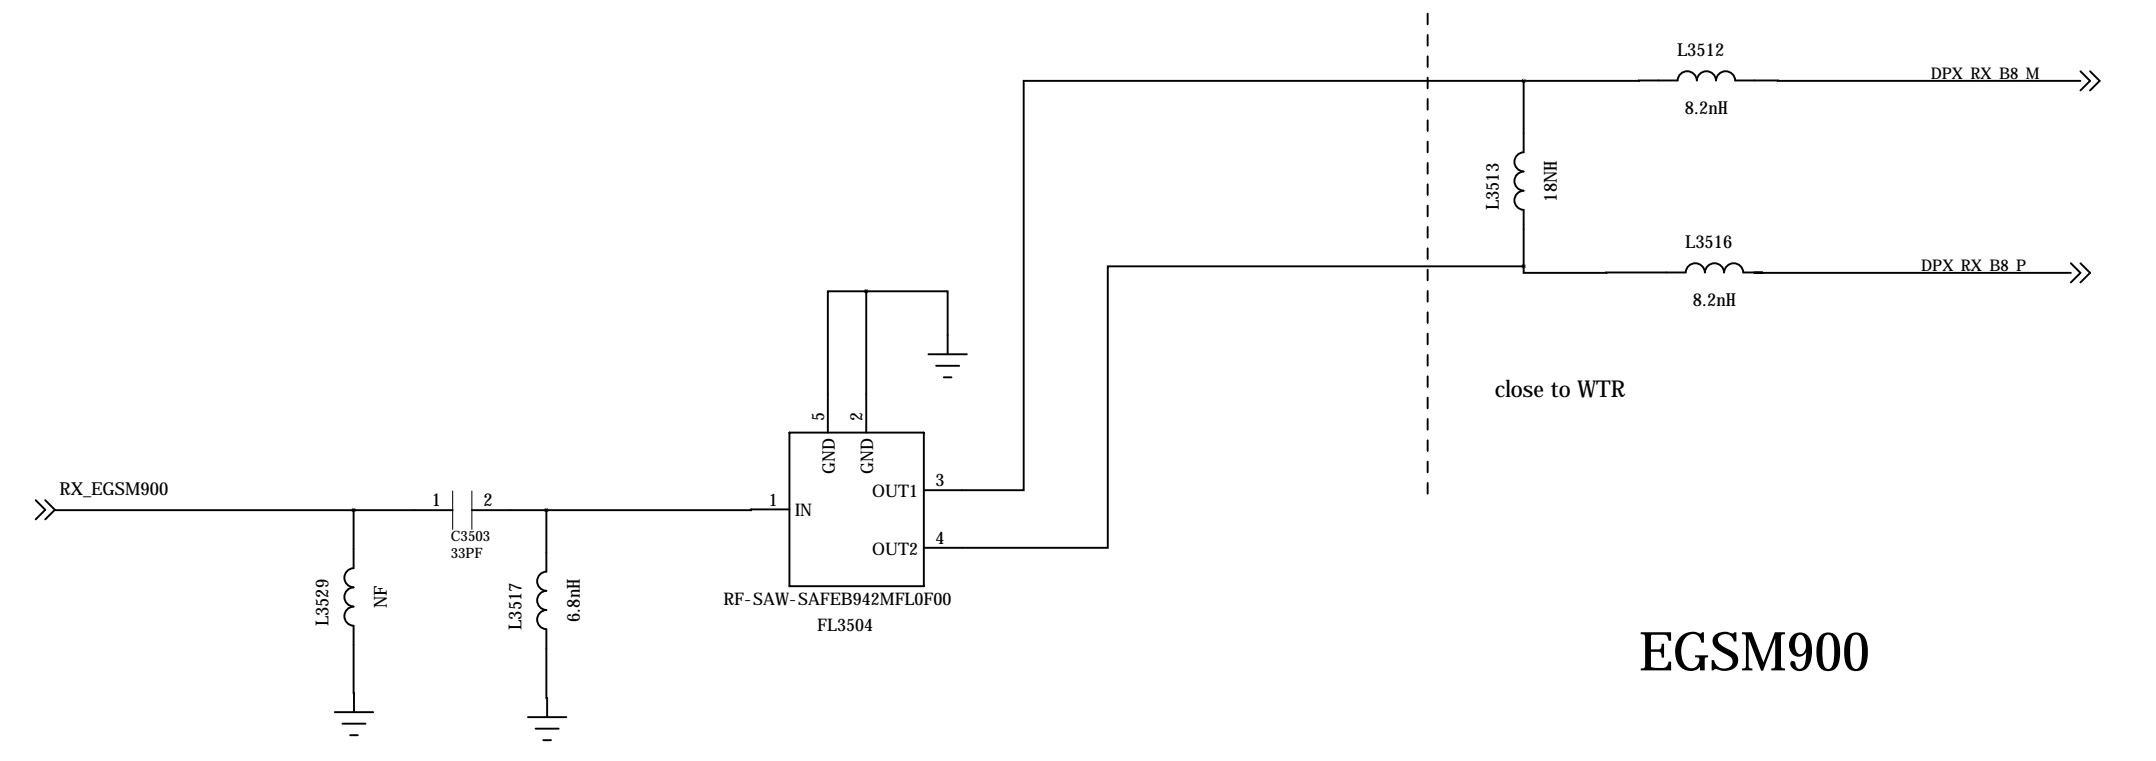 L3512
DPX_RX_B8_M
8.2nH
L3513
18NH
L3516
DPX_RX_B8_P
8.2nH
close to WTR
5
2
GND
GND
RX_EGSM900
1
2
C3503
33PF
1
IN
OUT1
3
OUT2
4
L3529
NF
L3517
6.8nH
RF-SAW-SAFEB942MFL0F00
FL3504
EGSM900